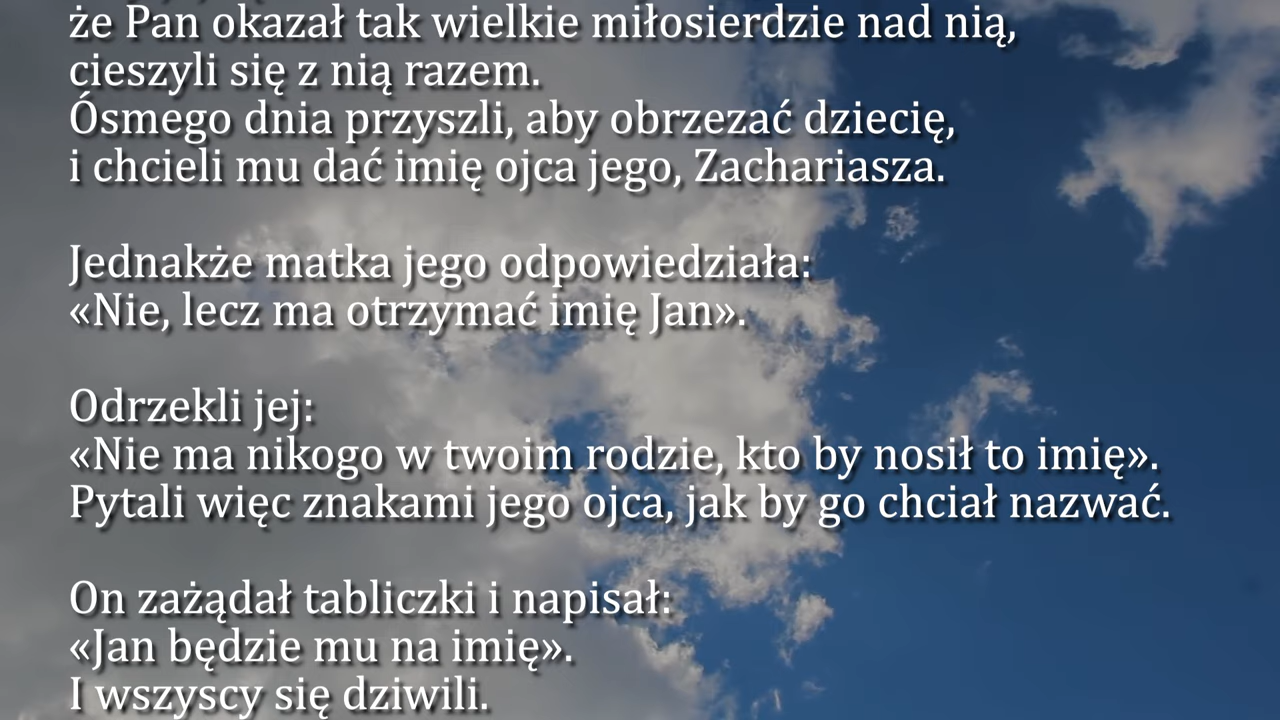 że Pan okazał tak wielkie miłosierdzie nad nią,
cieszyli się z nią razem.
Ósmego dnia przyszli, aby obrzezać dziecię,
i chcieli mu dać imię ojca jego, Zachariasza.
Jednakże matka jego odpowiedziała:
«Nie, lecz ma otrzymać imię Jan».
Odrzekli jej:
«Nie ma nikogo w twoim rodzie, kto by nosił to imię».
Pytali więc znakami jego ojca, jak by go chciał nazwać.
On zażądał tabliczki i napisał:
«Jan będzie mu na imię».
I wszyscy się dziwili.